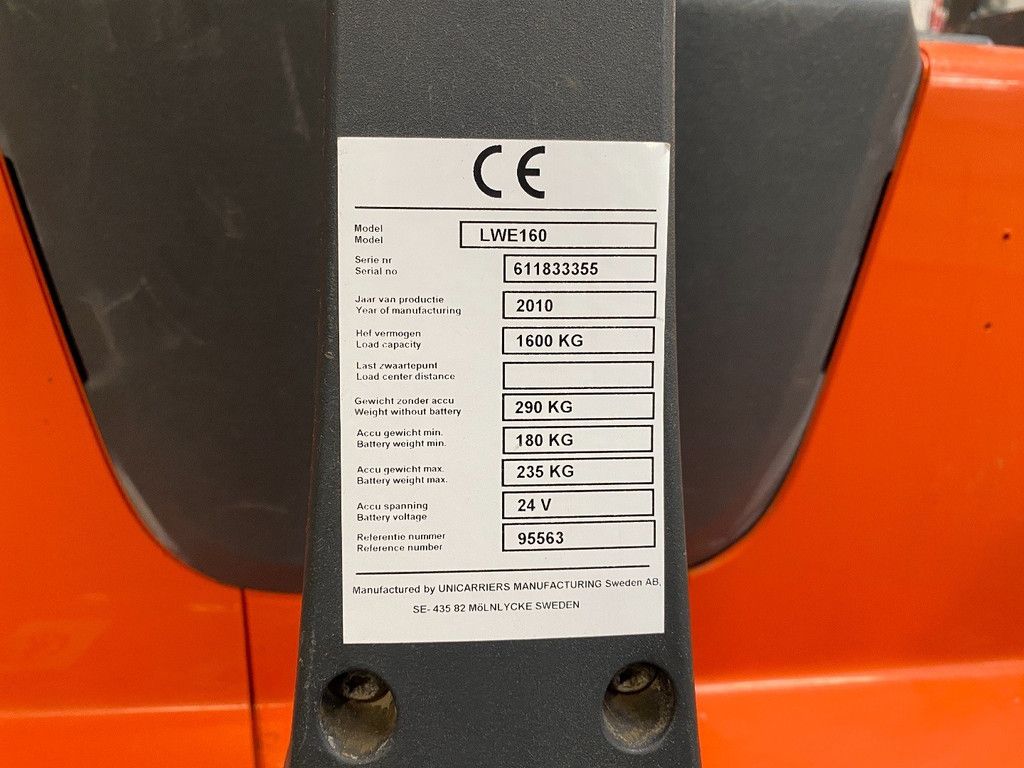 CE
Model
Model
LWE160
Serie nr
Serial no
611833355
Jaar van productie
Year of manufacturing
2010
Hef vermogen
Load capacity
1600 KG
Last zwaartepunt
Load center distance
Gewicht zonder accu
Weight without battery
290 KG
Accu gewicht min.
Battery weight min.
180 KG
Accu gewicht max.
Battery weight max.
235 KG
Accu spanning
Battery voltage
24 V
Referentie nummer
Reference number
95563
Manufactured by UNICARRIERS MANUFACTURING Sweden AB,
SE- 435 82 MöLNLYCKE SWEDEN